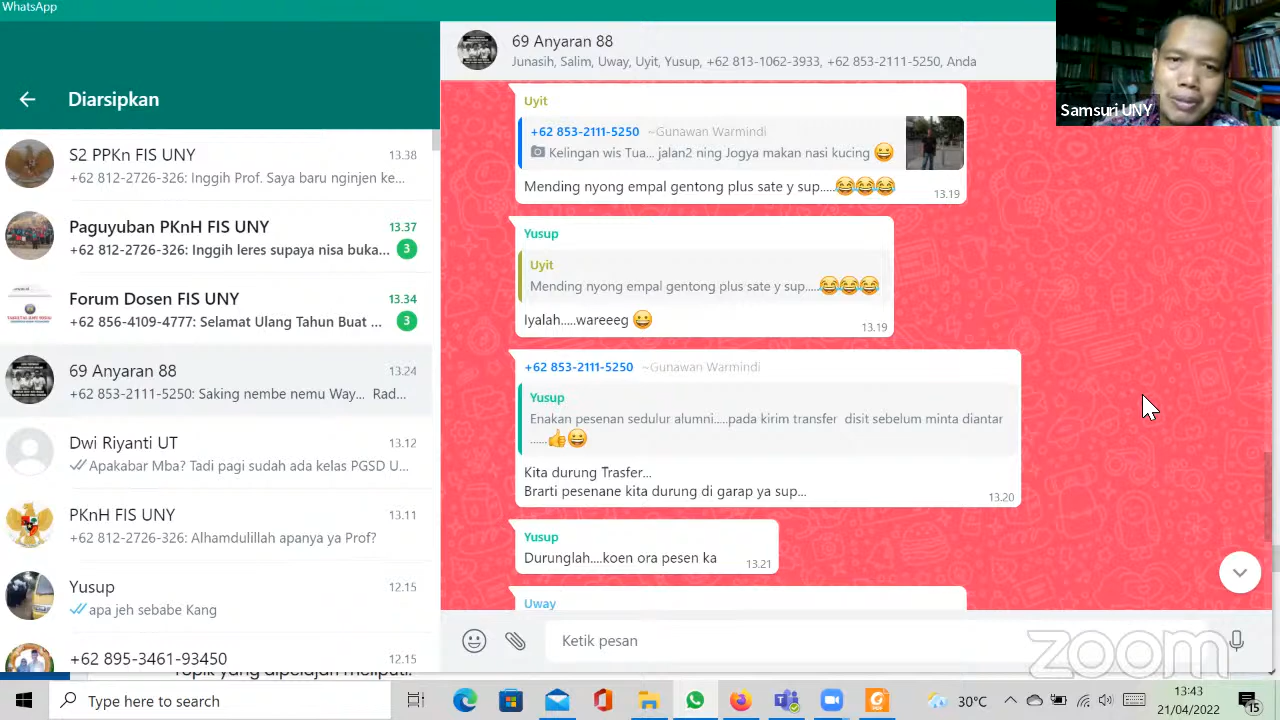 WhatsApp
Diarsipkan
S2 PPKn FIS UNY 13.38
+62 812-2726-326: Inggih Prof. Saya baru nginjen ke...
Paguyuban PKnH FIS UNY 13.37
+62 812-2726-326: Inggih leres supaya nisa buka... 3
Forum Dosen FIS UNY 13.34
+62 856-4109-4777: Selamat Ulang Tahun Buat ... 3
69 Anyaran 88 13.24
+62 853-2111-5250: Saking nembe nemu Way... Rad...
Dwi Riyanti UT 13.12
Apakabar Mba? Tadi pagi sudah ada kelas PGSD U...
PKnH FIS UNY 13.11
+62 812-2726-326: Alhamdulillah apanya ya Prof?
Yusup 12.15
apa jeh sebabe Kang
+62 895-3461-93450 12.15
Topik yang dipelajari meliputi:
69 Anyaran 88
Junasih, Salim, Uway, Uyit, Yusup, +62 813-1062-3933, +62 853-2111-5250, Anda
Uyit
+62 853-2111-5250 ~Gunawan Warmindi
Kelingan wis Tua... jalan2 ning Jogya makan nasi kucing 😄
Mending nyong empal gentong plus sate y sup.....😂😂😂 13.19
Yusup
Uyit
Mending nyong empal gentong plus sate y sup.....😂😂😂
Iyalah.....wareeeg 😀 13.19
+62 853-2111-5250 ~Gunawan Warmindi
Yusup
Enakan pesenan sedulur alumni.....pada kirim transfer disit sebelum minta diantar
......👍😀
Kita durung Trasfer...
Brarti pesenane kita durung di garap ya sup... 13.20
Yusup
Durunglah....koen ora pesen ka 13.21
Uway
Ketik pesan
Samsuri UNY
zoom
Type here to search
30°C
13:43
21/04/2022
15